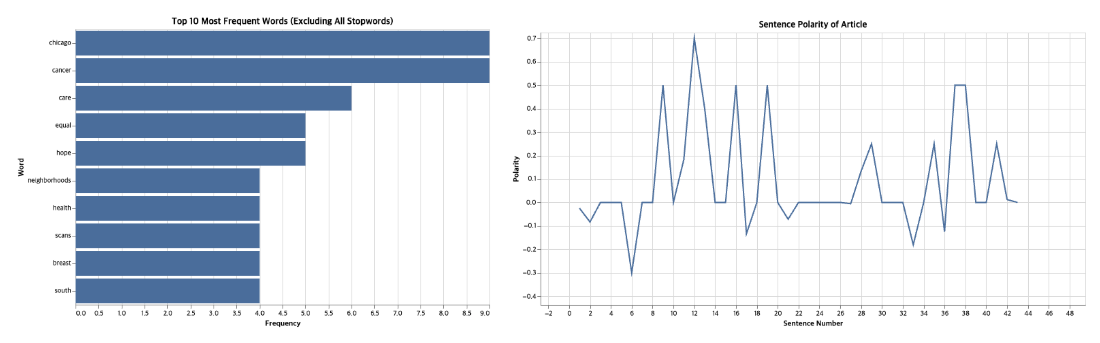 Top 10 Most Frequent Words (Excluding All Stopwords)
Word
chicago
cancer
care
equal
hope
neighborhoods
health
scans
breast
south
0.0 0.5 1.0 1.5 2.0 2.5 3.0 3.5 4.0 4.5 5.0 5.5 6.0 6.5 7.0 7.5 8.0 8.5 9.0
Frequency
Sentence Polarity of Article
Polarity
0.7
0.6
0.5
0.4
0.3
0.2
0.1
0.0
−0.1
−0.2
−0.3
−0.4
−2 0 2 4 6 8 10 12 14 16 18 20 22 24 26 28 30 32 34 36 38 40 42 44 46 48
Sentence Number